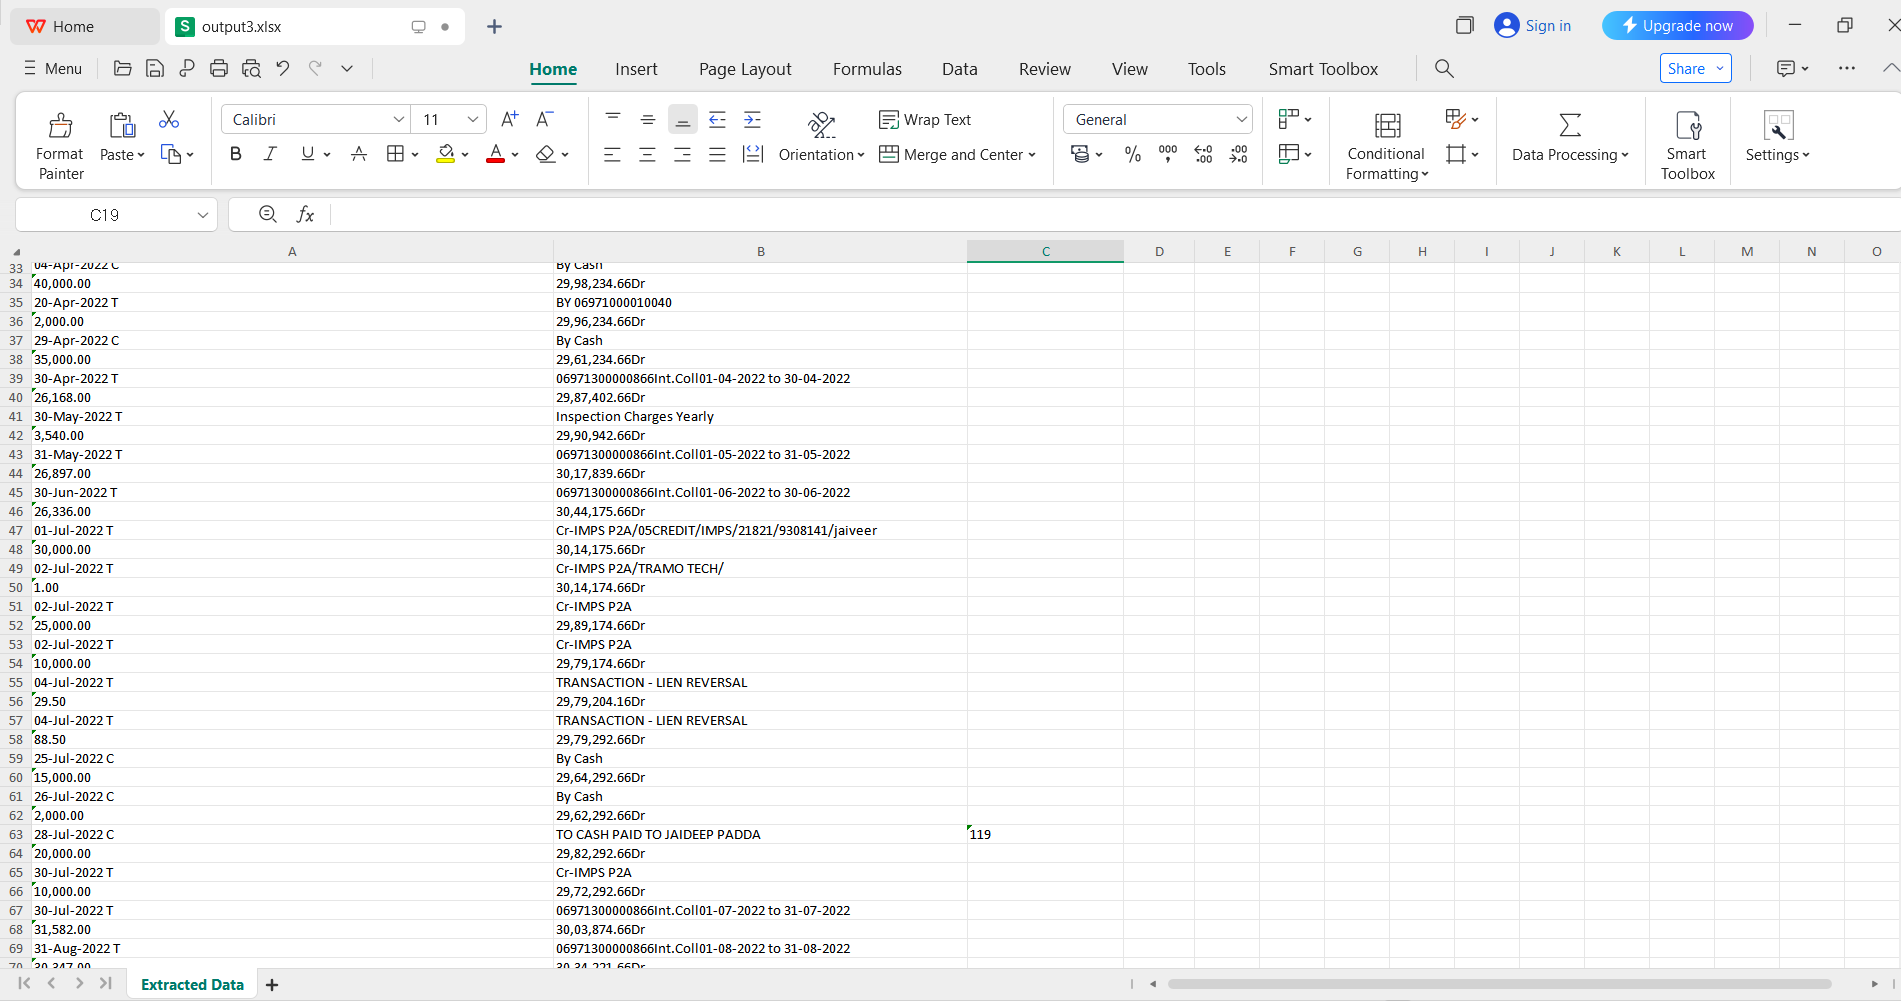 Home output3.xlsx Sign in Upgrade now
Menu Home Insert Page Layout Formulas Data Review View Tools Smart Toolbox Share
Calibri 11 Wrap Text General
Format Painter Paste Orientation Merge and Center Conditional Formatting Data Processing Smart Toolbox Settings
C19 fx
A B C D E F G H I J K L M N O
33 04-Apr-2022 C By Cash
34 40,000.00 29,98,234.66Dr
35 20-Apr-2022 T BY 06971000010040
36 2,000.00 29,96,234.66Dr
37 29-Apr-2022 C By Cash
38 35,000.00 29,61,234.66Dr
39 30-Apr-2022 T 06971300000866Int.Coll01-04-2022 to 30-04-2022
40 26,168.00 29,87,402.66Dr
41 30-May-2022 T Inspection Charges Yearly
42 3,540.00 29,90,942.66Dr
43 31-May-2022 T 06971300000866Int.Coll01-05-2022 to 31-05-2022
44 26,897.00 30,17,839.66Dr
45 30-Jun-2022 T 06971300000866Int.Coll01-06-2022 to 30-06-2022
46 26,336.00 30,44,175.66Dr
47 01-Jul-2022 T Cr-IMPS P2A/05CREDIT/IMPS/21821/9308141/jaiveer
48 30,000.00 30,14,175.66Dr
49 02-Jul-2022 T Cr-IMPS P2A/TRAMO TECH/
50 1.00 30,14,174.66Dr
51 02-Jul-2022 T Cr-IMPS P2A
52 25,000.00 29,89,174.66Dr
53 02-Jul-2022 T Cr-IMPS P2A
54 10,000.00 29,79,174.66Dr
55 04-Jul-2022 T TRANSACTION - LIEN REVERSAL
56 29.50 29,79,204.16Dr
57 04-Jul-2022 T TRANSACTION - LIEN REVERSAL
58 88.50 29,79,292.66Dr
59 25-Jul-2022 C By Cash
60 15,000.00 29,64,292.66Dr
61 26-Jul-2022 C By Cash
62 2,000.00 29,62,292.66Dr
63 28-Jul-2022 C TO CASH PAID TO JAIDEEP PADDA 119
64 20,000.00 29,82,292.66Dr
65 30-Jul-2022 T Cr-IMPS P2A
66 10,000.00 29,72,292.66Dr
67 30-Jul-2022 T 06971300000866Int.Coll01-07-2022 to 31-07-2022
68 31,582.00 30,03,874.66Dr
69 31-Aug-2022 T 06971300000866Int.Coll01-08-2022 to 31-08-2022
70 30,347.00 30,34,221.66Dr
Extracted Data